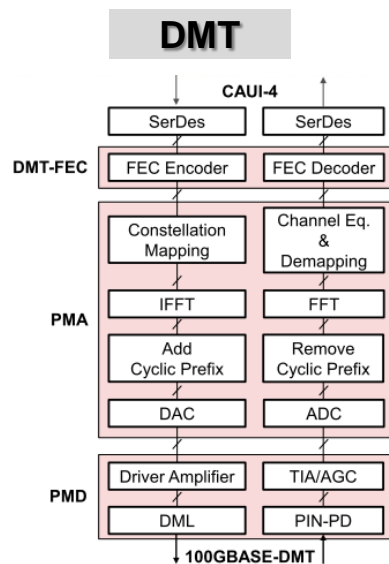 DMT
CAUI-4
SerDes SerDes
DMT-FEC FEC Encoder FEC Decoder
Constellation
Mapping
Channel Eq.
&
Demapping
PMA IFFT FFT
Add
Cyclic Prefix
Remove
Cyclic Prefix
DAC ADC
Driver Amplifier TIA/AGC
PMD
DML PIN-PD
100GBASE-DMT